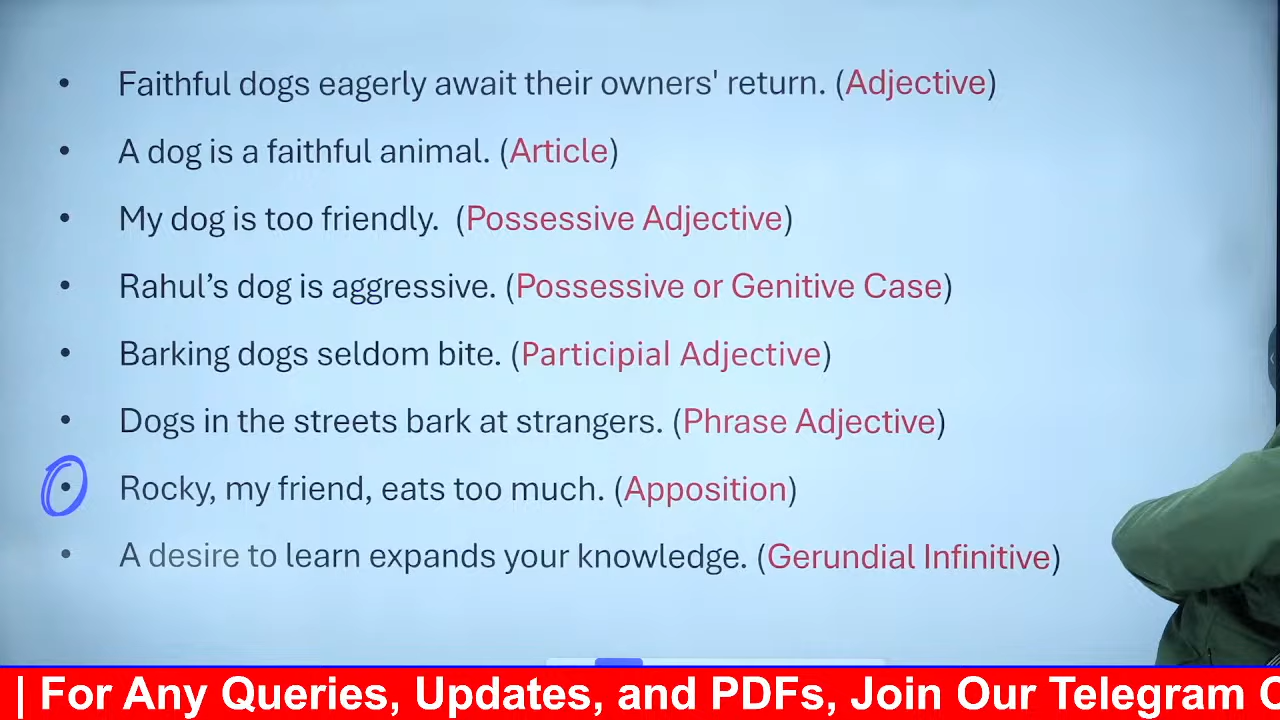 • Faithful dogs eagerly await their owners' return. (Adjective)
• A dog is a faithful animal. (Article)
• My dog is too friendly. (Possessive Adjective)
• Rahul’s dog is aggressive. (Possessive or Genitive Case)
• Barking dogs seldom bite. (Participial Adjective)
• Dogs in the streets bark at strangers. (Phrase Adjective)
• Rocky, my friend, eats too much. (Apposition)
• A desire to learn expands your knowledge. (Gerundial Infinitive)
| For Any Queries, Updates, and PDFs, Join Our Telegram